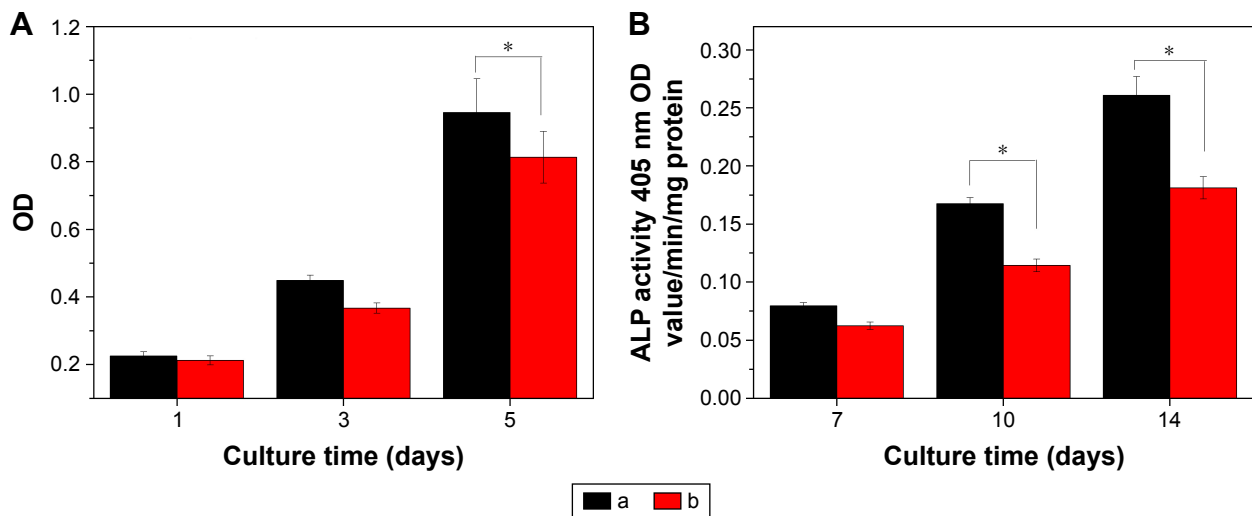 A
1.2
1.0
0.8
0.6
0.4
0.2
OD
*
1
3
5
Culture time (days)
B
0.30
0.25
0.20
0.15
0.10
0.05
0.00
ALP activity 405 nm OD
value/min/mg protein
*
*
7
10
14
Culture time (days)
a
b